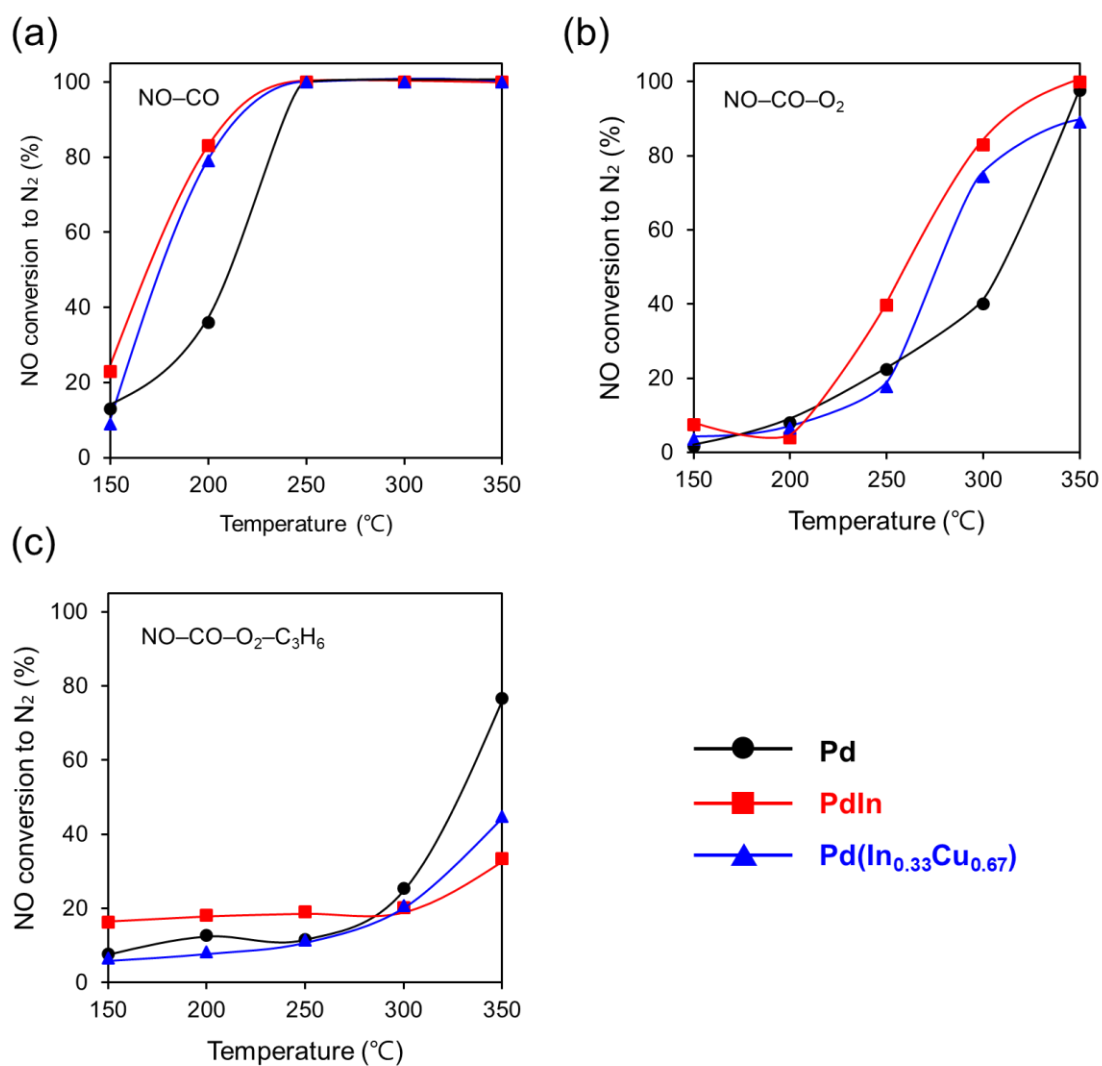 (a)
NO–CO
NO conversion to N₂ (%)
100
80
60
40
20
0
150 200 250 300 350
Temperature (℃)
(b)
NO–CO–O₂
NO conversion to N₂ (%)
100
80
60
40
20
0
150 200 250 300 350
Temperature (℃)
(c)
NO–CO–O₂–C₃H₆
NO conversion to N₂ (%)
100
80
60
40
20
0
150 200 250 300 350
Temperature (℃)
Pd
PdIn
Pd(In₀.₃₃Cu₀.₆₇)